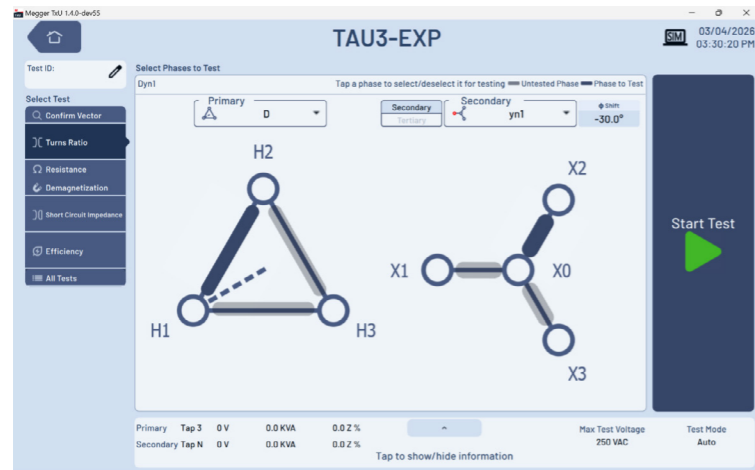 Megger TxU 1.4.0-dev55
TAU3-EXP
SIM
03/04/2026
03:30:20 PM
Test ID:
Select Phases to Test
Dyn1
Tap a phase to select/deselect it for testing
Untested Phase
Phase to Test
Select Test
Confirm Vector
Turns Ratio
Resistance
Demagnetization
Short Circuit Impedance
Efficiency
All Tests
Primary
D
Secondary
Tertiary
Secondary
yn1
Φ Shift
-30.0°
H2
H1
H3
X2
X1
X0
X3
Start Test
Primary Tap 3 0 V 0.0 KVA 0.0 Z %
Secondary Tap N 0 V 0.0 KVA 0.0 Z %
Tap to show/hide information
Max Test Voltage
250 VAC
Test Mode
Auto